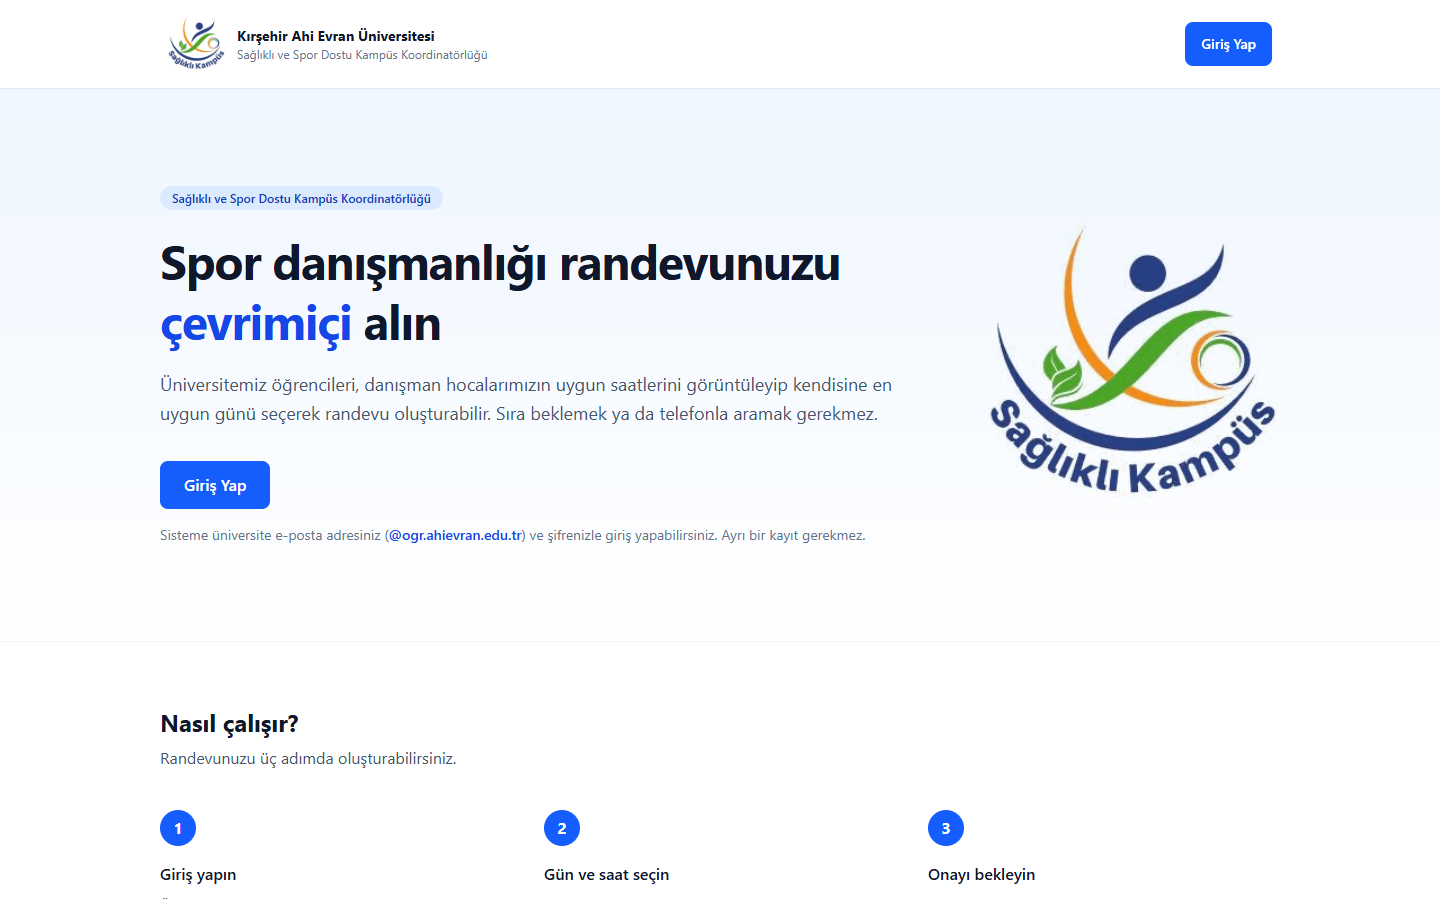 Sağlıklı Kampüs
Kırşehir Ahi Evran Üniversitesi
Sağlıklı ve Spor Dostu Kampüs Koordinatörlüğü
Giriş Yap
Sağlıklı ve Spor Dostu Kampüs Koordinatörlüğü
Spor danışmanlığı randevunuzu
çevrimiçi alın
Üniversitemiz öğrencileri, danışman hocalarımızın uygun saatlerini görüntüleyip kendisine en
uygun günü seçerek randevu oluşturabilir. Sıra beklemek ya da telefonla aramak gerekmez.
Giriş Yap
Sisteme üniversite e-posta adresiniz (@ogr.ahievran.edu.tr) ve şifrenizle giriş yapabilirsiniz. Ayrı bir kayıt gerekmez.
Sağlıklı Kampüs
Nasıl çalışır?
Randevunuzu üç adımda oluşturabilirsiniz.
1
Giriş yapın
2
Gün ve saat seçin
3
Onayı bekleyin